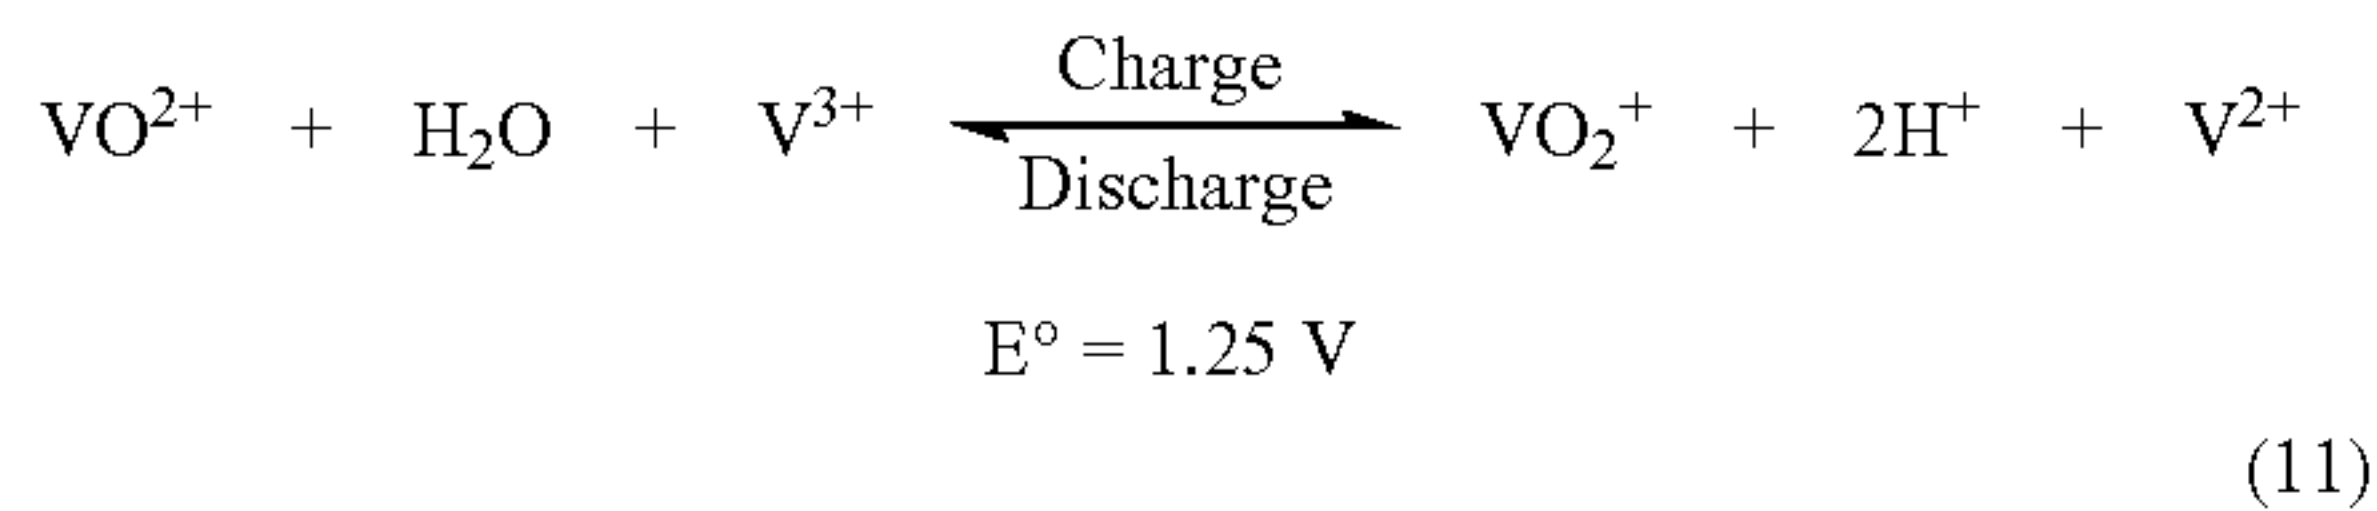 Charge
VO²⁺ + H₂O + V³⁺ ⇌ VO₂⁺ + 2H⁺ + V²⁺
Discharge
E° = 1.25 V
(11)